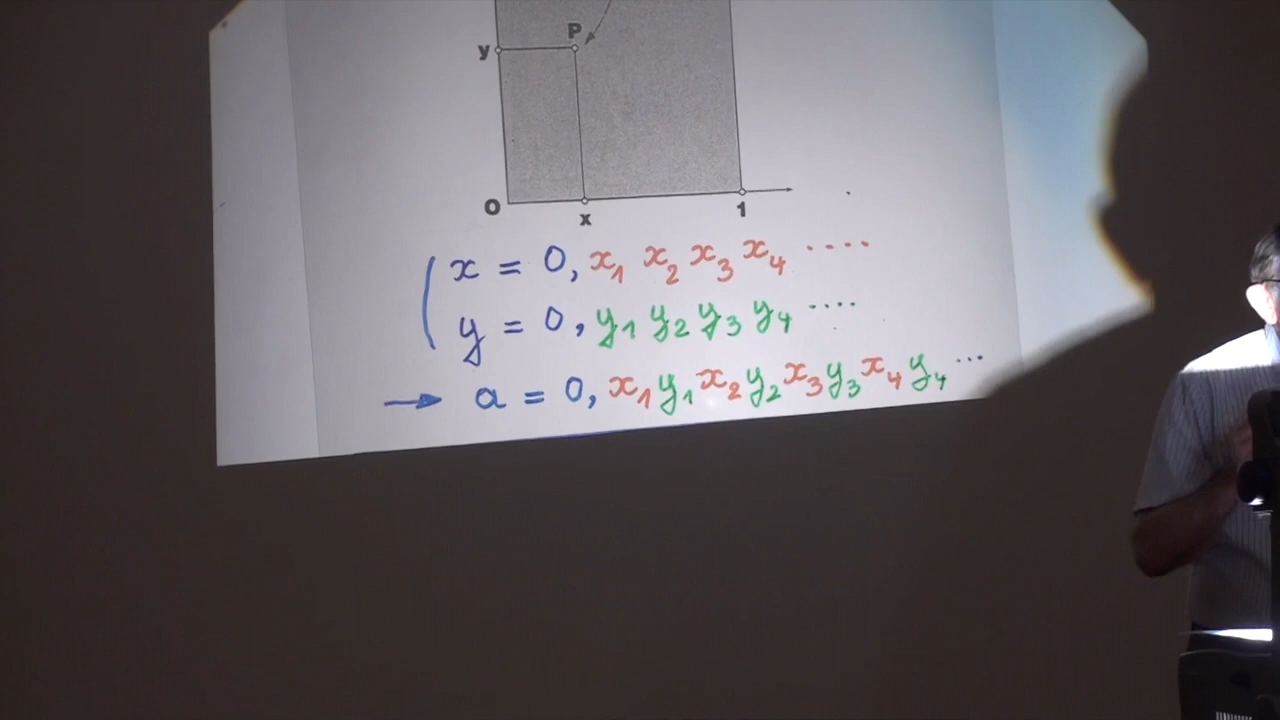 P
y
O
x
1
x = 0, x₁ x₂ x₃ x₄ ....
y = 0, y₁ y₂ y₃ y₄ ....
→ a = 0, x₁ y₁ x₂ y₂ x₃ y₃ x₄ y₄ ...